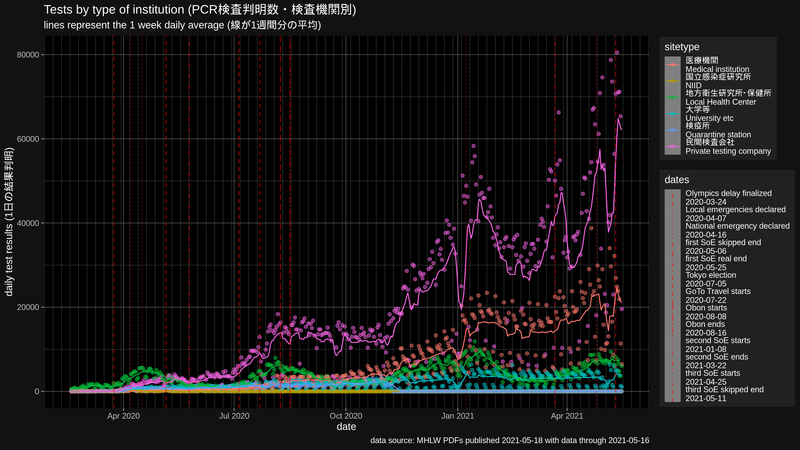 Tests by type of institution (PCR検査判明数・検査機関別)
lines represent the 1 week daily average (線が1週間分の平均)
daily test results (1日の結果判明)
80000
60000
40000
20000
0
Apr 2020
Jul 2020
Oct 2020
Jan 2021
Apr 2021
date
data source: MHLW PDFs published 2021-05-18 with data through 2021-05-16
sitetype
医療機関
Medical institution
国立感染症研究所
NIID
地方衛生研究所・保健所
Local Health Center
大学等
University etc
検疫所
Quarantine station
民間検査会社
Private testing company
dates
Olympics delay finalized
2020-03-24
Local emergencies declared
2020-04-07
National emergency declared
2020-04-16
first SoE skipped end
2020-05-06
first SoE real end
2020-05-25
Tokyo election
2020-07-05
GoTo Travel starts
2020-07-22
Obon starts
2020-08-08
Obon ends
2020-08-16
second SoE starts
2021-01-08
second SoE ends
2021-03-22
third SoE starts
2021-04-25
third SoE skipped end
2021-05-11